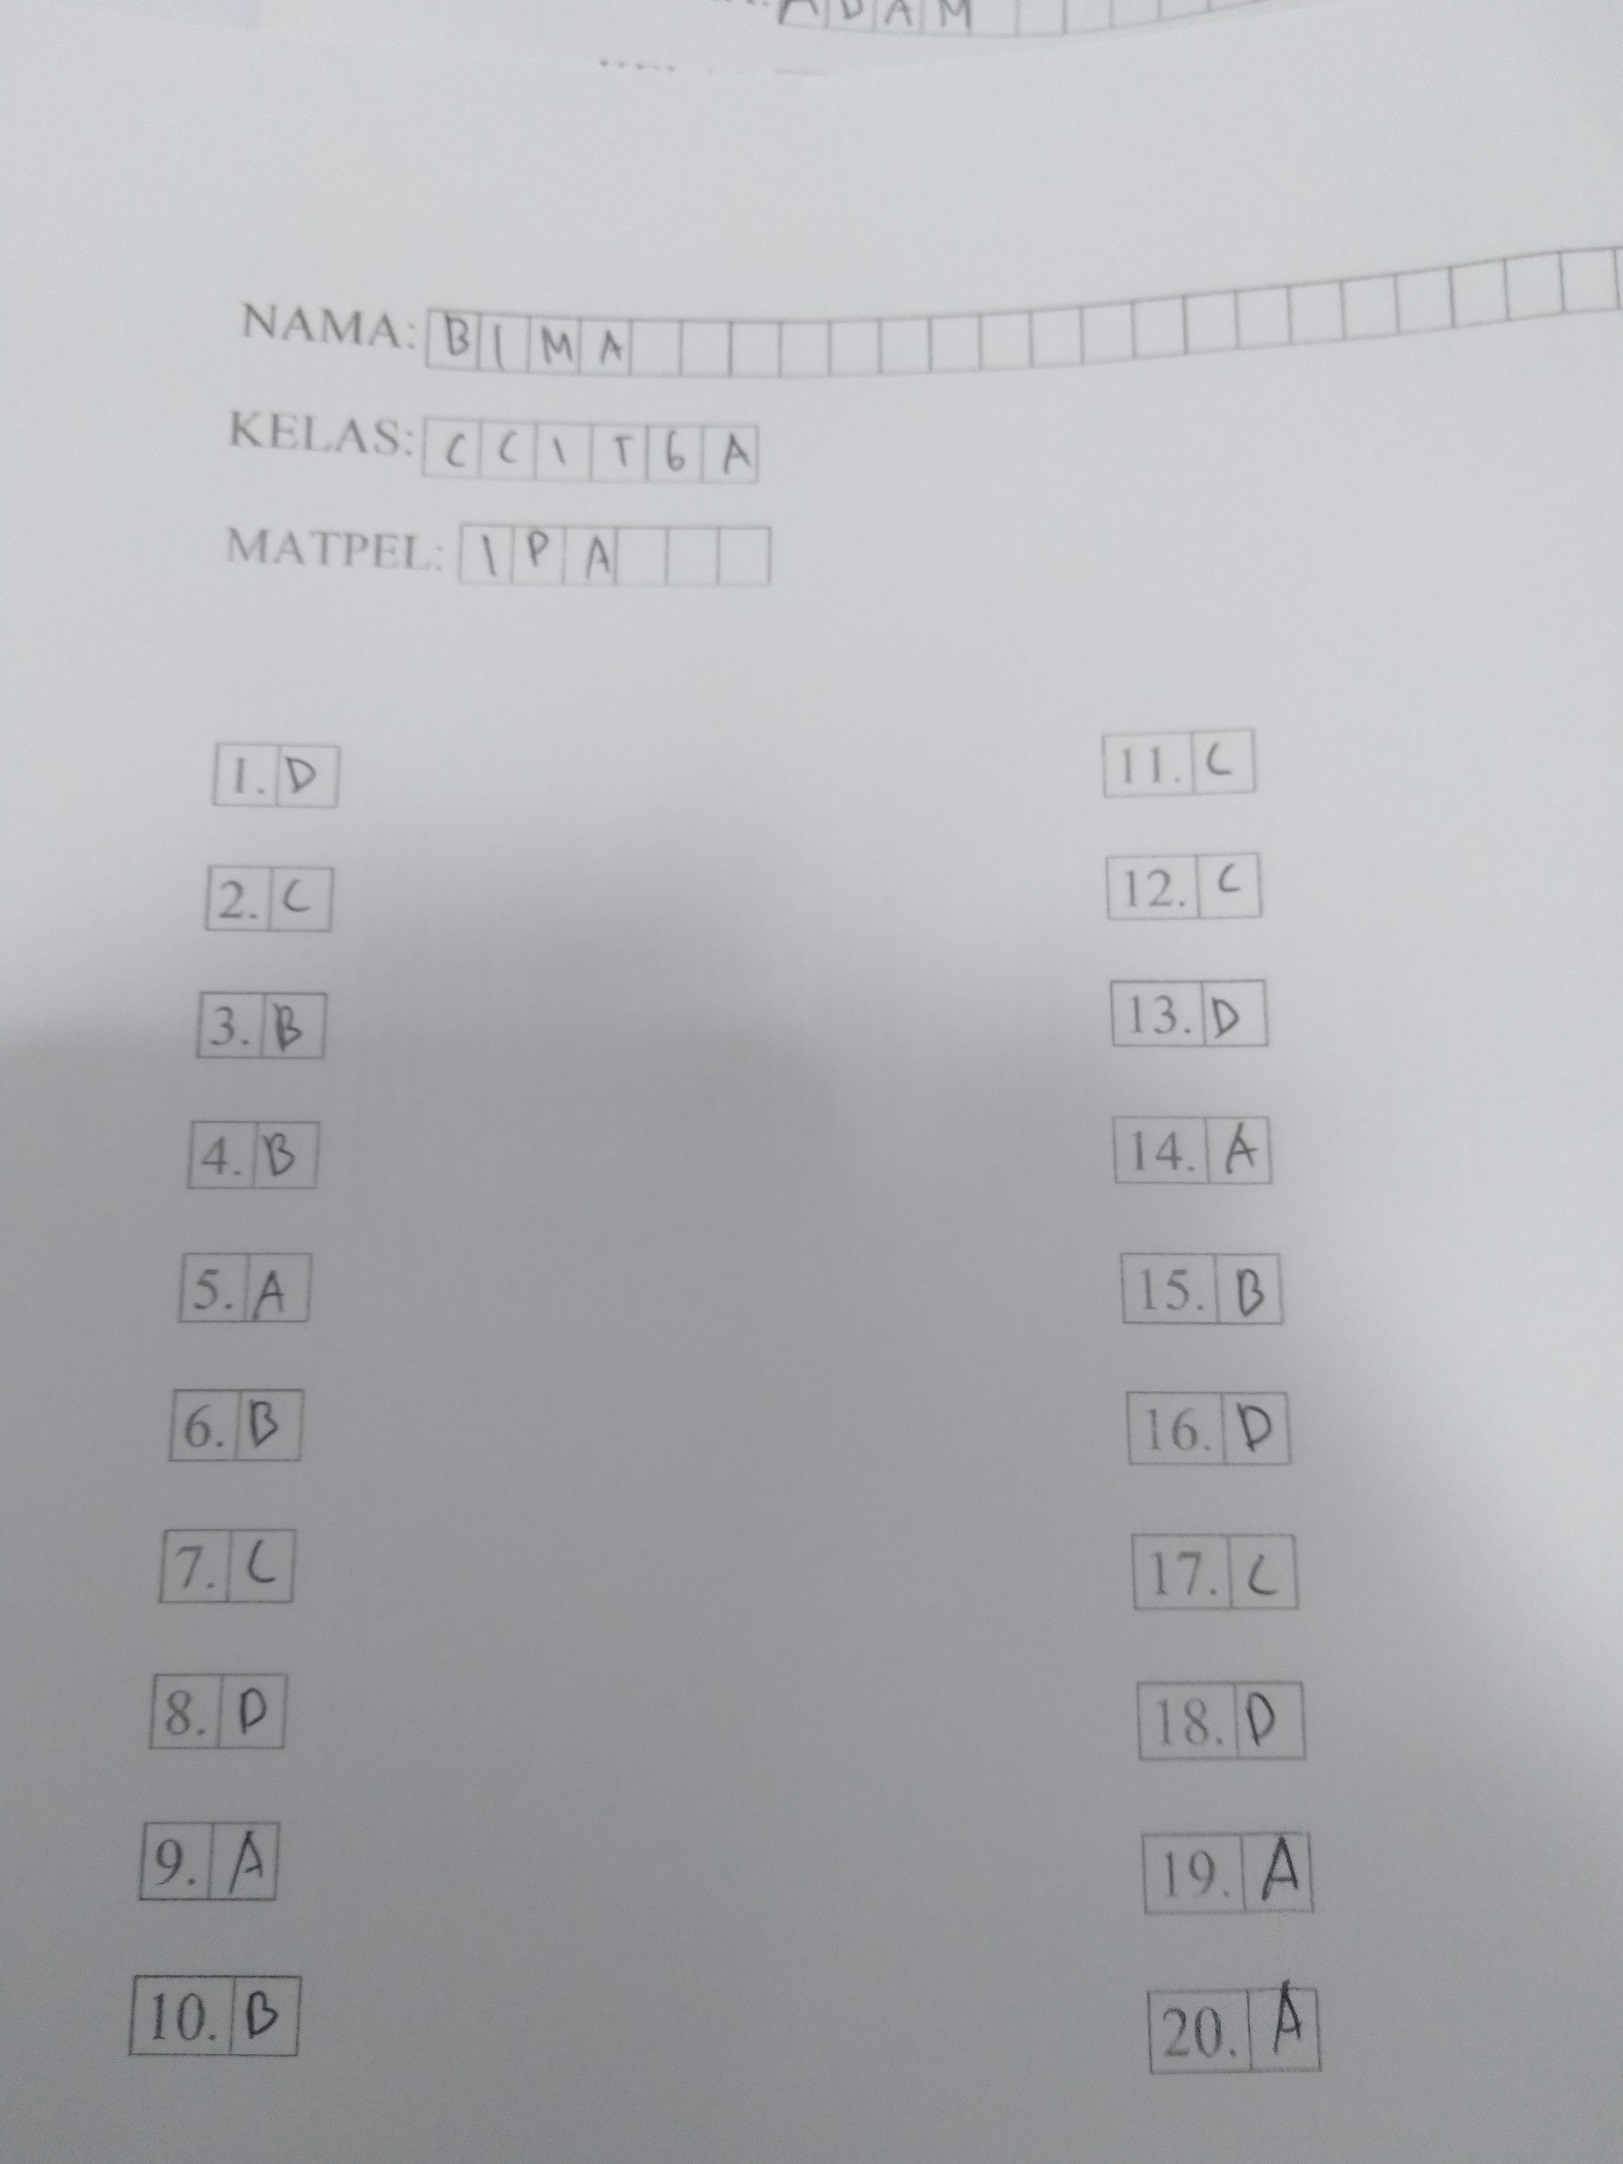 ADAM
NAMA: BIMA
KELAS: CCIT6A
MATPEL: IPA
1. D
2. C
3. B
4. B
5. A
6. B
7. C
8. D
9. A
10. B
11. C
12. C
13. D
14. A
15. B
16. D
17. C
18. D
19. A
20. A